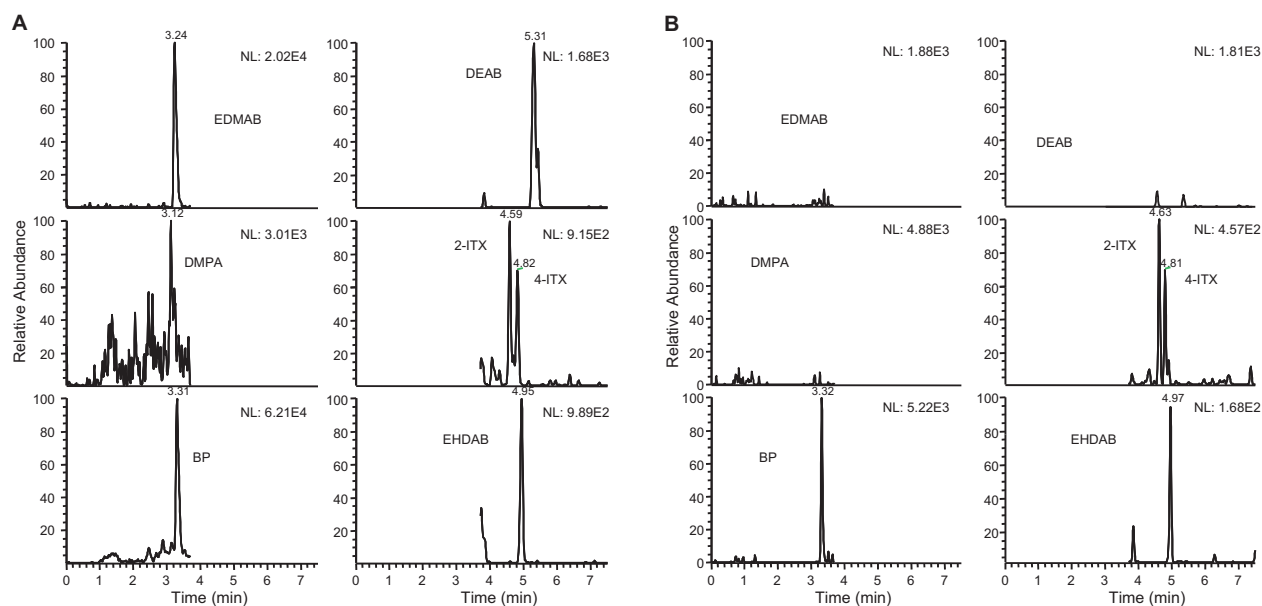 A
B
3.24
NL: 2.02E4
EDMAB
100
80
60
40
20
5.31
NL: 1.68E3
DEAB
100
80
60
40
20
NL: 1.88E3
EDMAB
100
80
60
40
20
0
NL: 1.81E3
DEAB
100
80
60
40
20
Relative Abundance
3.12
NL: 3.01E3
DMPA
100
80
60
40
20
4.59
NL: 9.15E2
2-ITX
4.82
4-ITX
100
80
60
40
20
Relative Abundance
NL: 4.88E3
DMPA
100
80
60
40
20
0
4.63
NL: 4.57E2
2-ITX
4.81
4-ITX
100
80
60
40
20
3.31
NL: 6.21E4
BP
100
80
60
40
20
0 1 2 3 4 5 6 7
Time (min)
4.95
NL: 9.89E2
EHDAB
100
80
60
40
20
0 1 2 3 4 5 6 7
Time (min)
3.32
NL: 5.22E3
BP
100
80
60
40
20
0
0 1 2 3 4 5 6 7
Time (min)
4.97
NL: 1.68E2
EHDAB
100
80
60
40
20
0 1 2 3 4 5 6 7
Time (min)